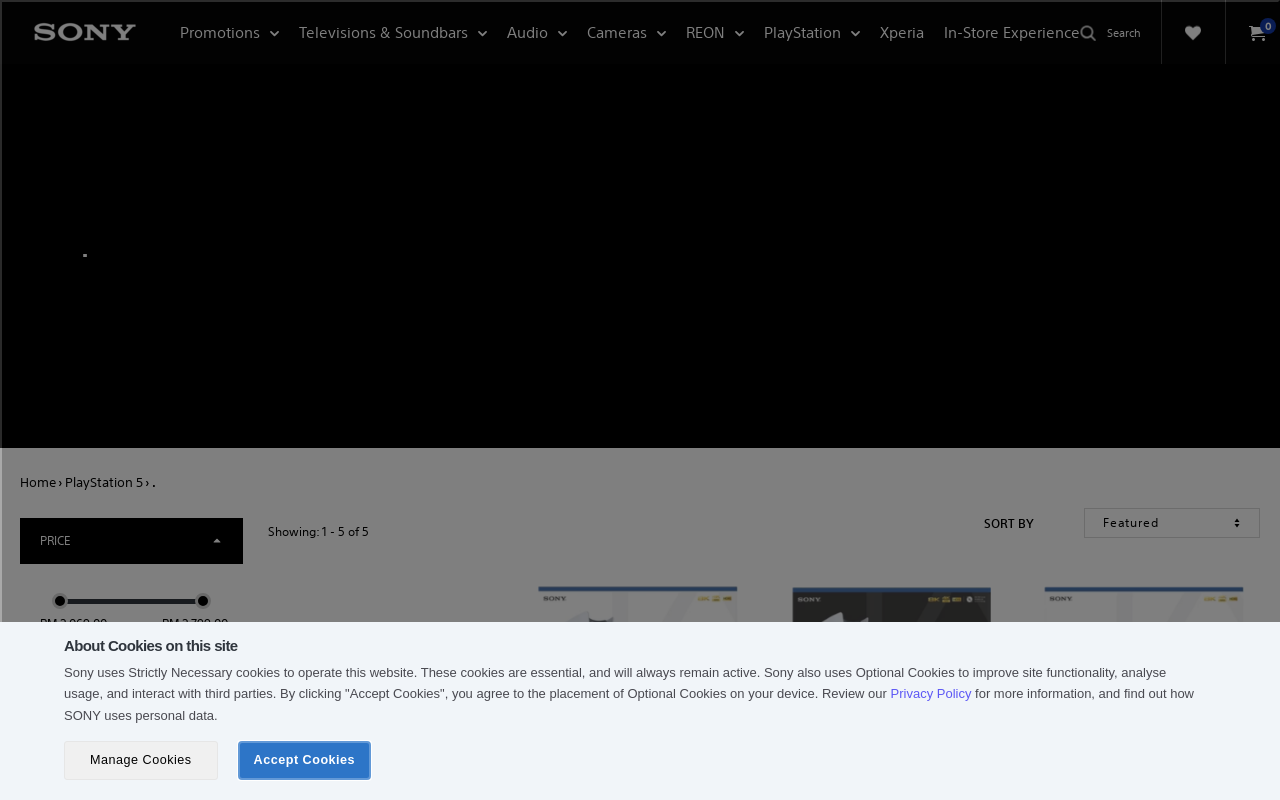 SONY
Promotions
Televisions & Soundbars
Audio
Cameras
REON
PlayStation
Xperia
In-Store Experience
Search
0
.
Home › PlayStation 5 › .
PRICE
Showing: 1 - 5 of 5
SORT BY
Featured
SONY
SONY
SONY
About Cookies on this site
Sony uses Strictly Necessary cookies to operate this website. These cookies are essential, and will always remain active. Sony also uses Optional Cookies to improve site functionality, analyse
usage, and interact with third parties. By clicking "Accept Cookies", you agree to the placement of Optional Cookies on your device. Review our Privacy Policy for more information, and find out how
SONY uses personal data.
Manage Cookies
Accept Cookies